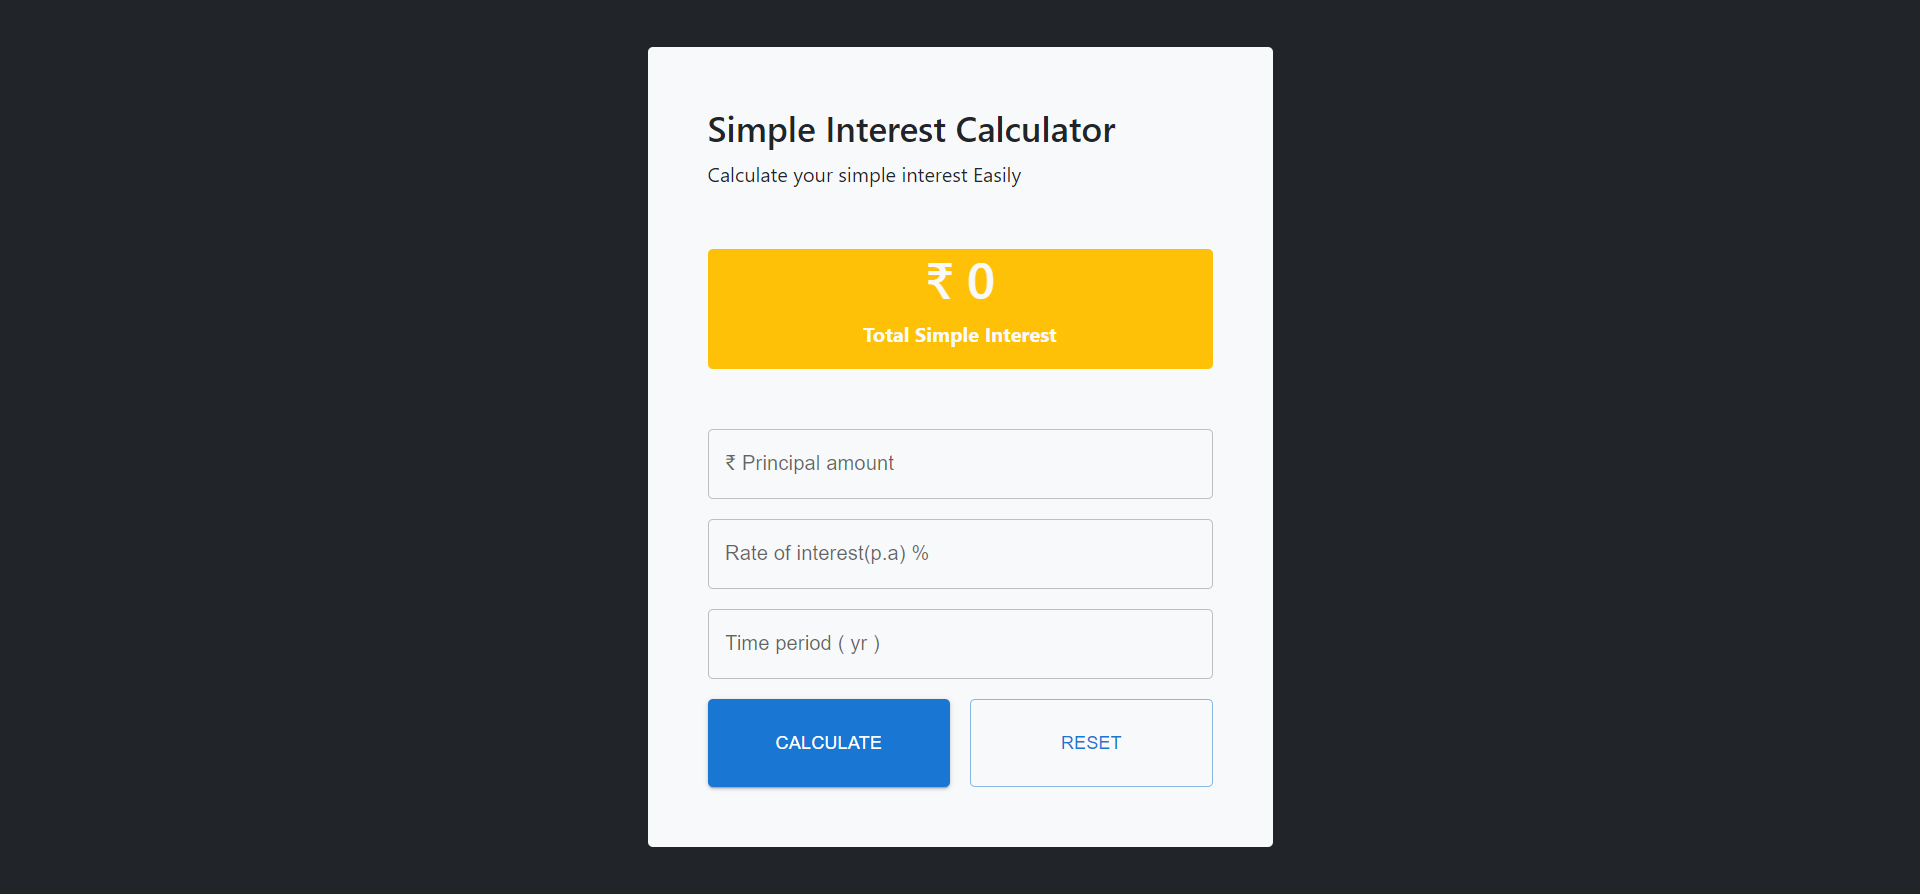 Simple Interest Calculator
Calculate your simple interest Easily
₹ 0
Total Simple Interest
₹ Principal amount
Rate of interest(p.a) %
Time period ( yr )
CALCULATE
RESET